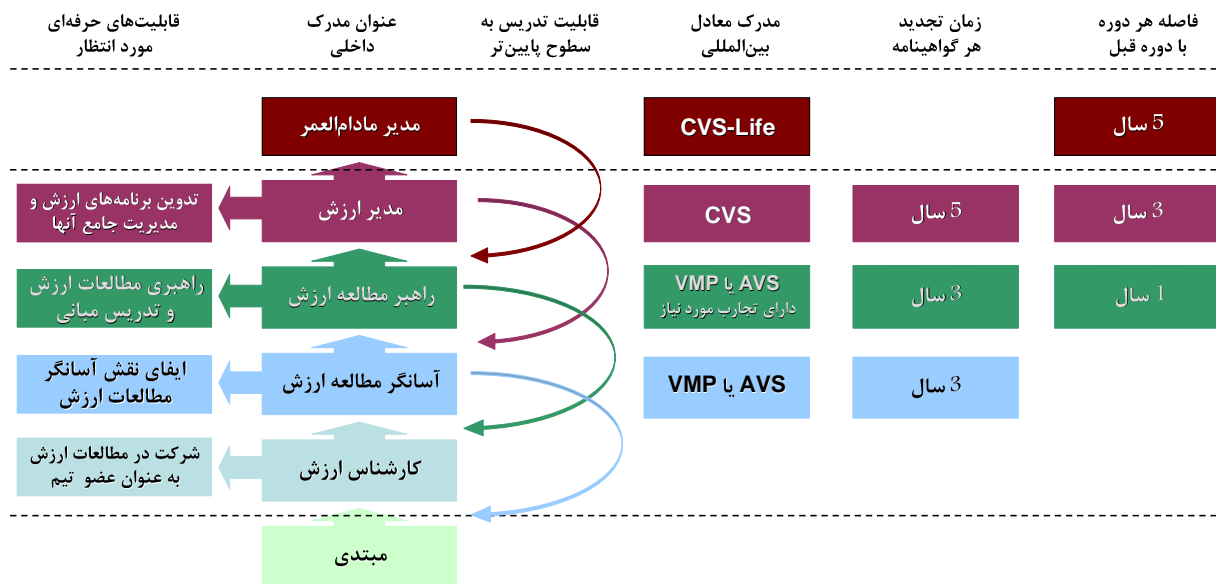 فاصله هر دوره
با دوره قبل
زمان تجدید
هر گواهینامه
مدرک معادل
بین‌المللی
قابلیت تدریس به
سطوح پایین‌تر
عنوان مدرک
داخلی
قابلیت‌های حرفه‌ای
مورد انتظار
5 سال
CVS-Life
مدیر مادام‌العمر
3 سال
5 سال
CVS
مدیر ارزش
تدوین برنامه‌های ارزش و
مدیریت جامع آنها
1 سال
3 سال
AVS یا VMP
دارای تجارب مورد نیاز
راهبر مطالعه ارزش
راهبری مطالعات ارزش
و تدریس مبانی
3 سال
AVS یا VMP
آسانگر مطالعه ارزش
ایفای نقش آسانگر
مطالعات ارزش
کارشناس ارزش
شرکت در مطالعات ارزش
به عنوان عضو تیم
مبتدی